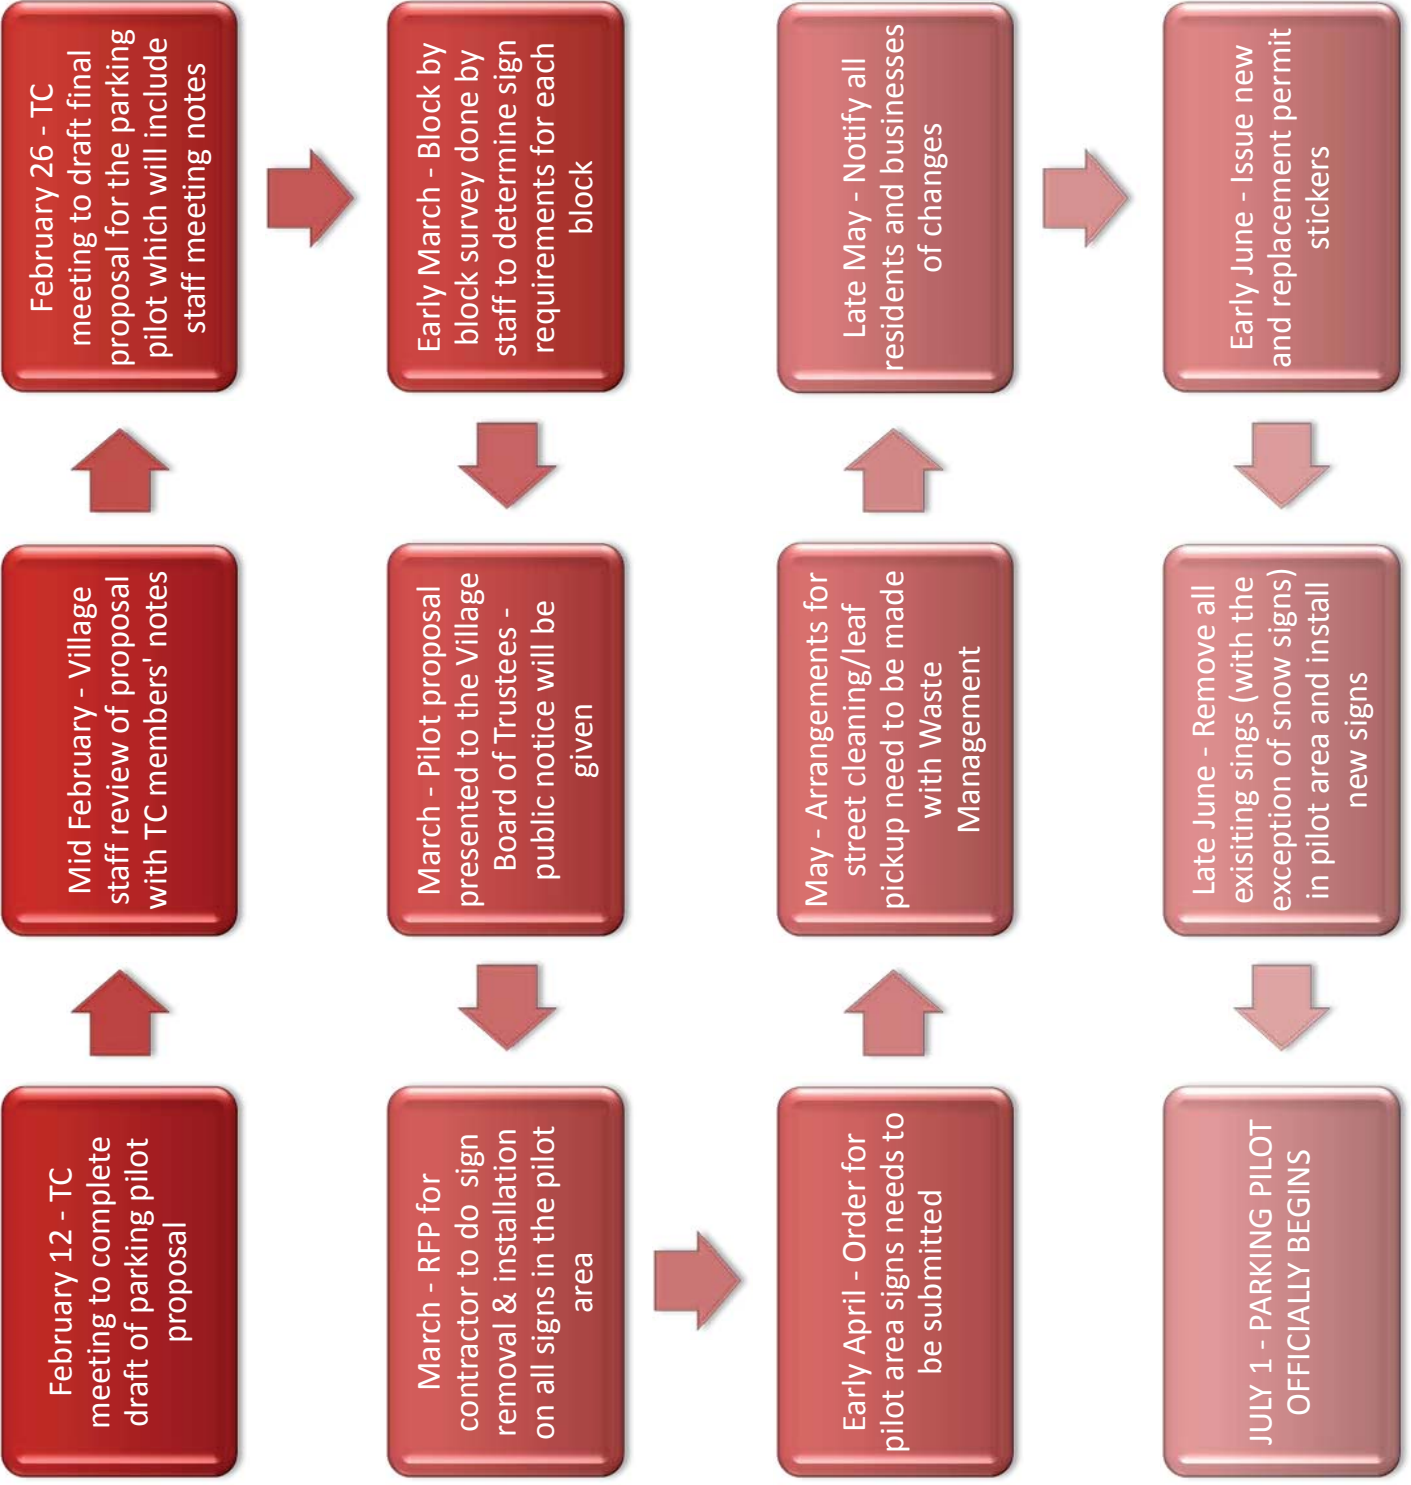 February 12 - TC
meeting to complete
draft of parking pilot
proposal
Mid February - Village
staff review of proposal
with TC members' notes
February 26 - TC
meeting to draft final
proposal for the parking
pilot which will include
staff meeting notes
Early March - Block by
block survey done by
staff to determine sign
requirements for each
block
March - Pilot proposal
presented to the Village
Board of Trustees -
public notice will be
given
March - RFP for
contractor to do sign
removal & installation
on all signs in the pilot
area
Early April - Order for
pilot area signs needs to
be submitted
May - Arrangements for
street cleaning/leaf
pickup need to be made
with Waste
Management
Late May - Notify all
residents and businesses
of changes
Early June - Issue new
and replacement permit
stickers
Late June - Remove all
exisiting sings (with the
exception of snow signs)
in pilot area and install
new signs
JULY 1 - PARKING PILOT
OFFICIALLY BEGINS